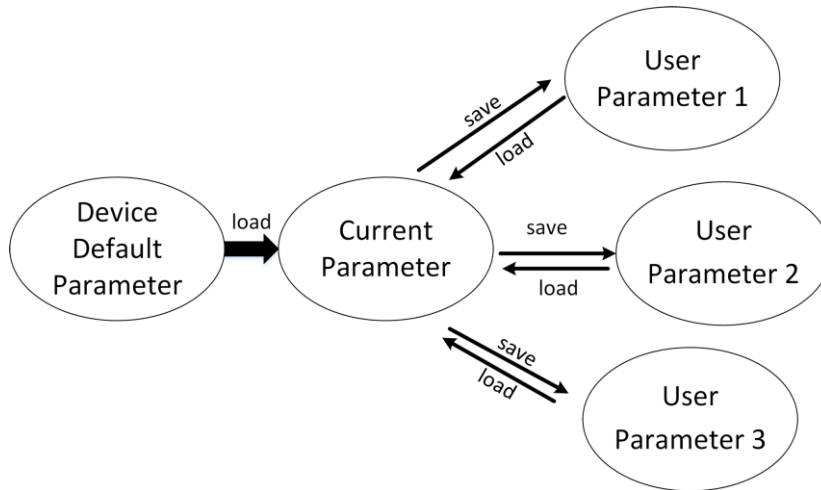 User
Parameter 1
save
load
Device
Default
Parameter
load
Current
Parameter
save
load
User
Parameter 2
save
load
User
Parameter 3